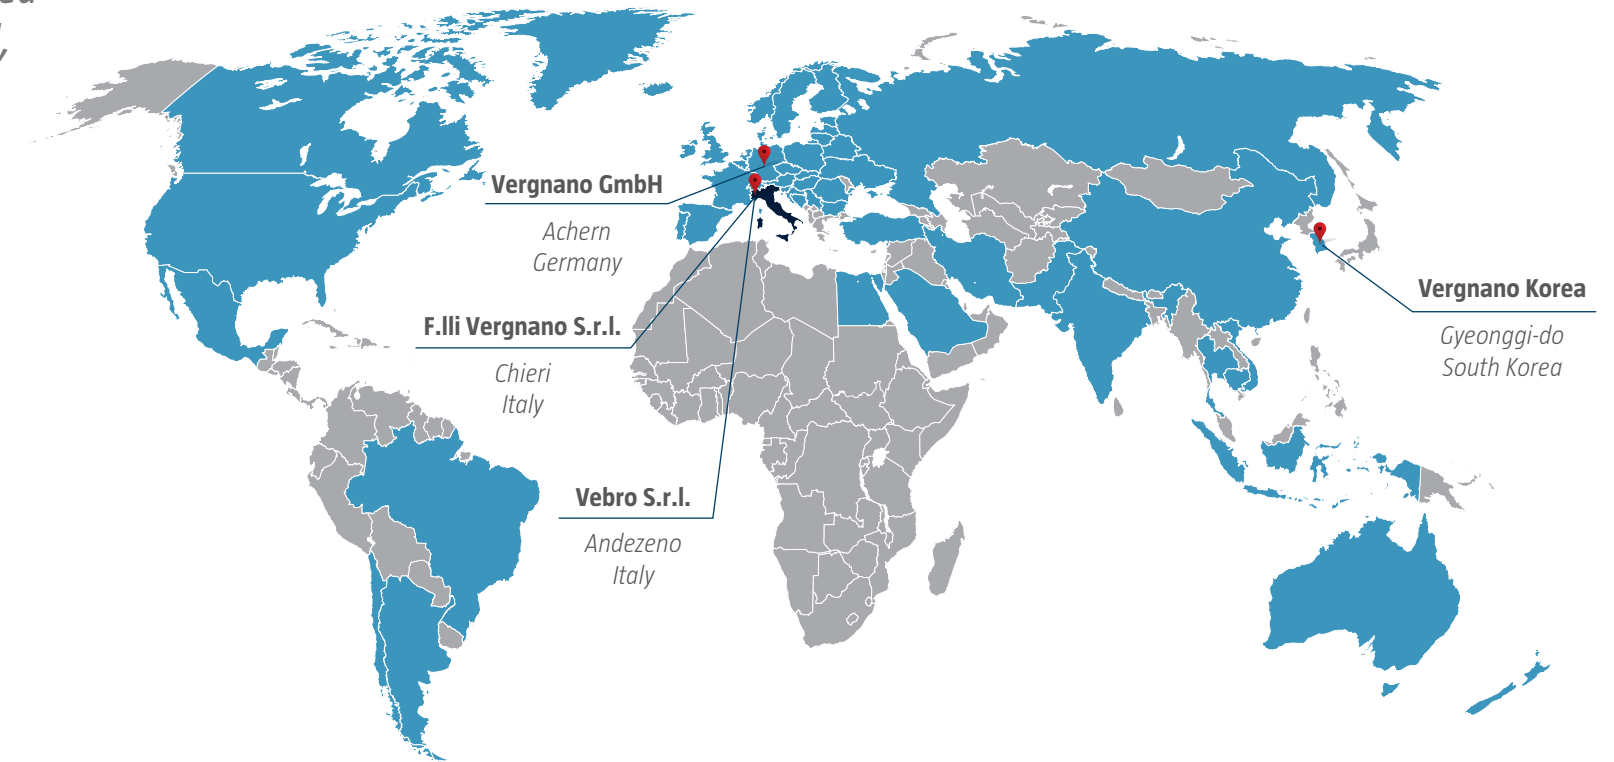 Vergnano GmbH
Achern
Germany
F.lli Vergnano S.r.l.
Chieri
Italy
Vebro S.r.l.
Andezeno
Italy
Vergnano Korea
Gyeonggi-do
South Korea